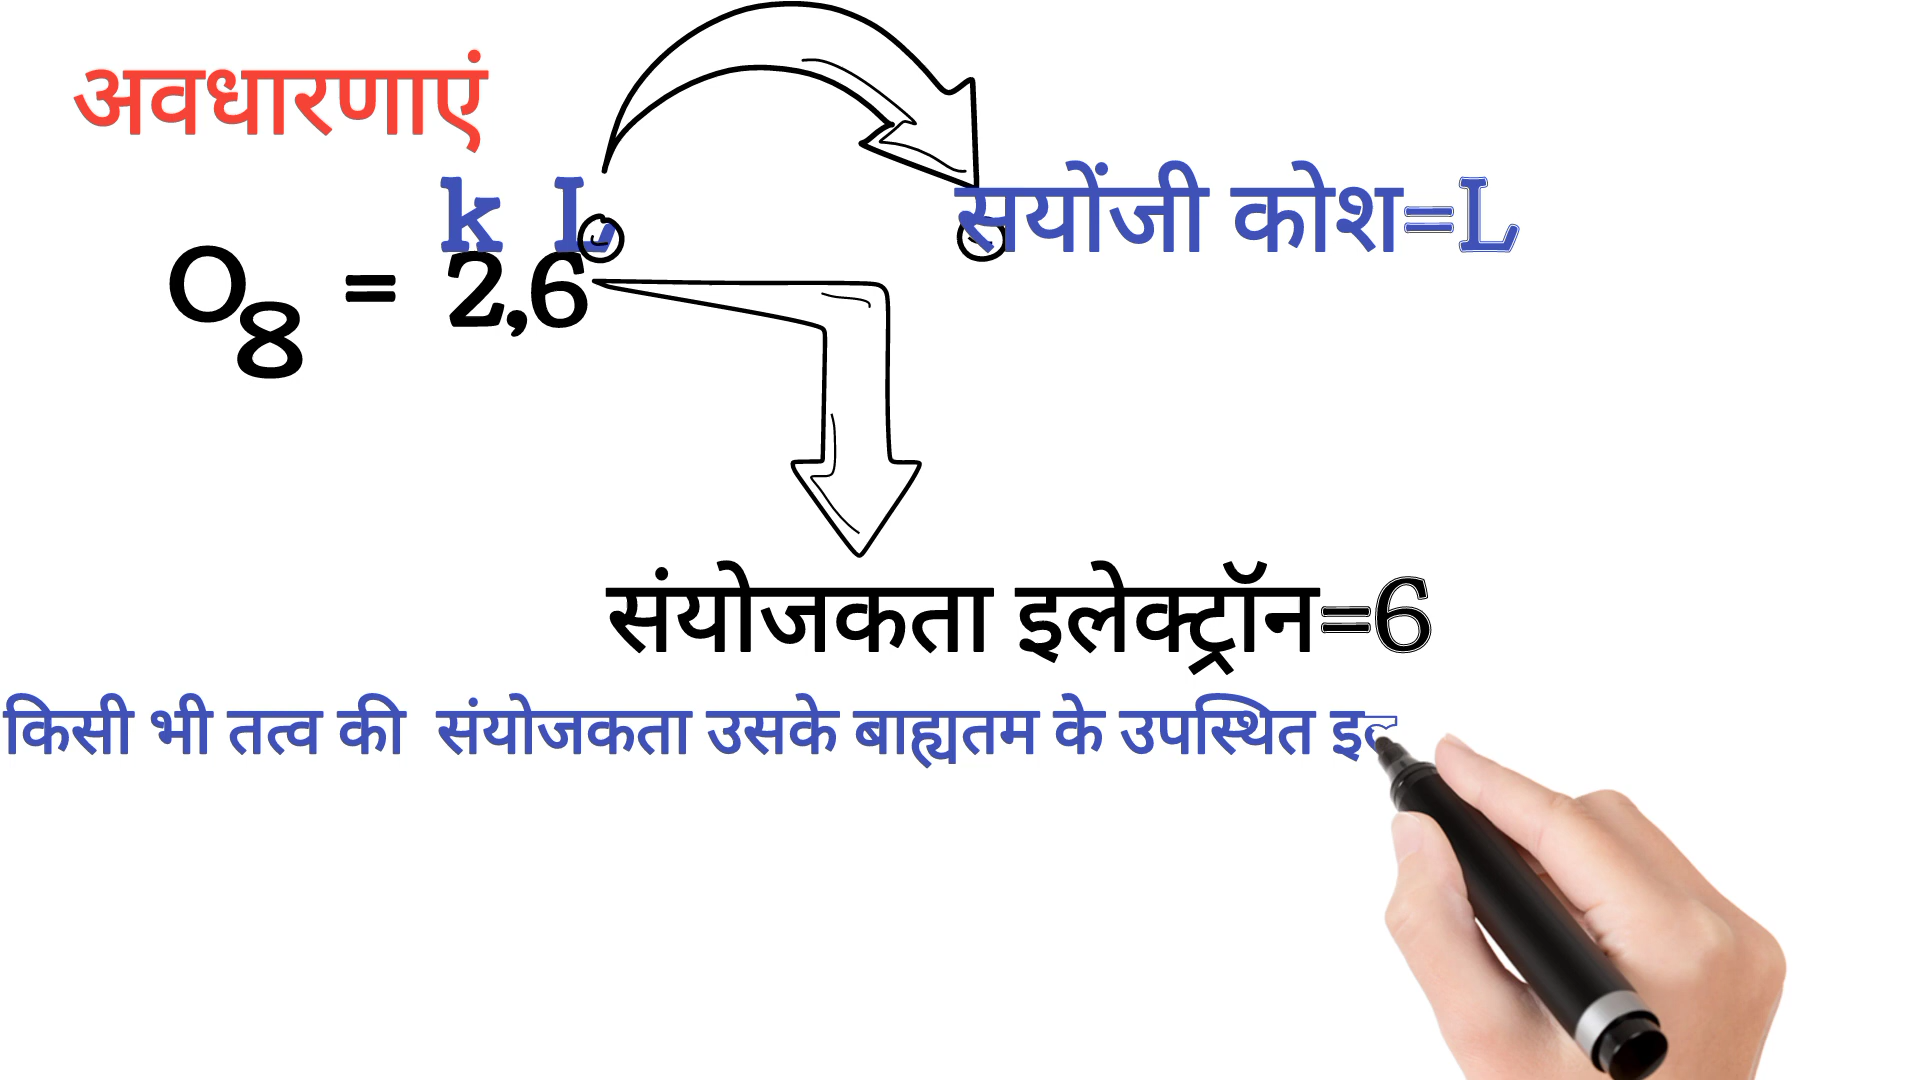 अवधारणाएं
k L
O8 = 2,6
सयोंजी कोश=L
संयोजकता इलेक्ट्रॉन=6
किसी भी तत्व की संयोजकता उसके बाह्यतम के उपस्थित